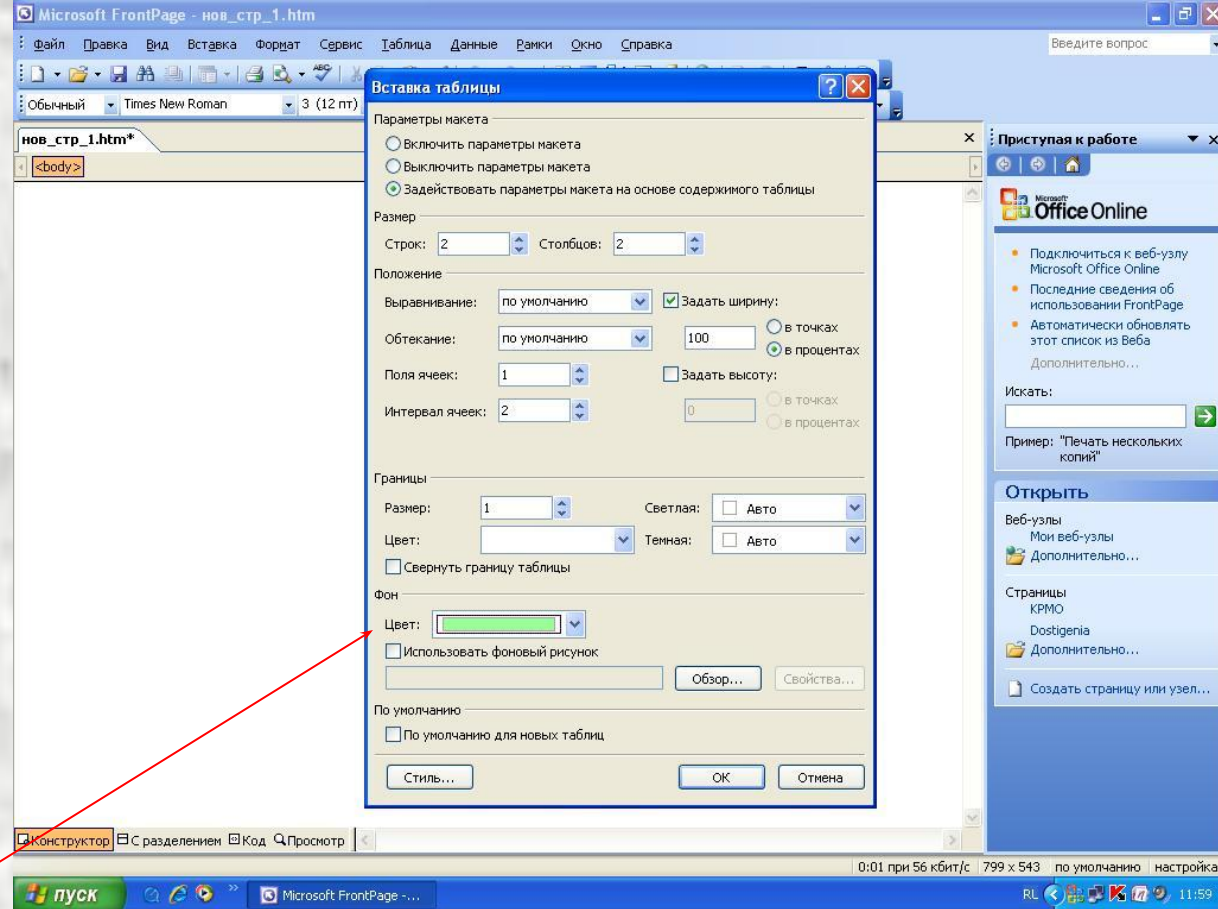 Microsoft FrontPage - нов_стр_1.htm
Файл Правка Вид Вставка Формат Сервис Таблица Данные Рамки Окно Справка
Введите вопрос
Обычный Times New Roman 3 (12 пт)
нов_стр_1.htm*
<body>
Вставка таблицы
Параметры макета
Включить параметры макета
Выключить параметры макета
Задействовать параметры макета на основе содержимого таблицы
Размер
Строк: 2 Столбцов: 2
Положение
Выравнивание: по умолчанию Задать ширину:
Обтекание: по умолчанию 100 в точках
в процентах
Поля ячеек: 1 Задать высоту:
Интервал ячеек: 2 0 в точках
в процентах
Границы
Размер: 1 Светлая: Авто
Цвет: Темная: Авто
Свернуть границу таблицы
Фон
Цвет:
Использовать фоновый рисунок
Обзор... Свойства...
По умолчанию
По умолчанию для новых таблиц
Стиль... ОК Отмена
Приступая к работе
Microsoft
Office Online
Подключиться к веб-узлу
Microsoft Office Online
Последние сведения об
использовании FrontPage
Автоматически обновлять
этот список из Веба
Дополнительно...
Искать:
Пример: "Печать нескольких
копий"
Открыть
Веб-узлы
Мои веб-узлы
Дополнительно...
Страницы
КРМО
Dostigenia
Дополнительно...
Создать страницу или узел...
Конструктор С разделением Код Просмотр
0:01 при 56 кбит/с 799 x 543 по умолчанию настройка
пуск Microsoft FrontPage -... RL 11:59